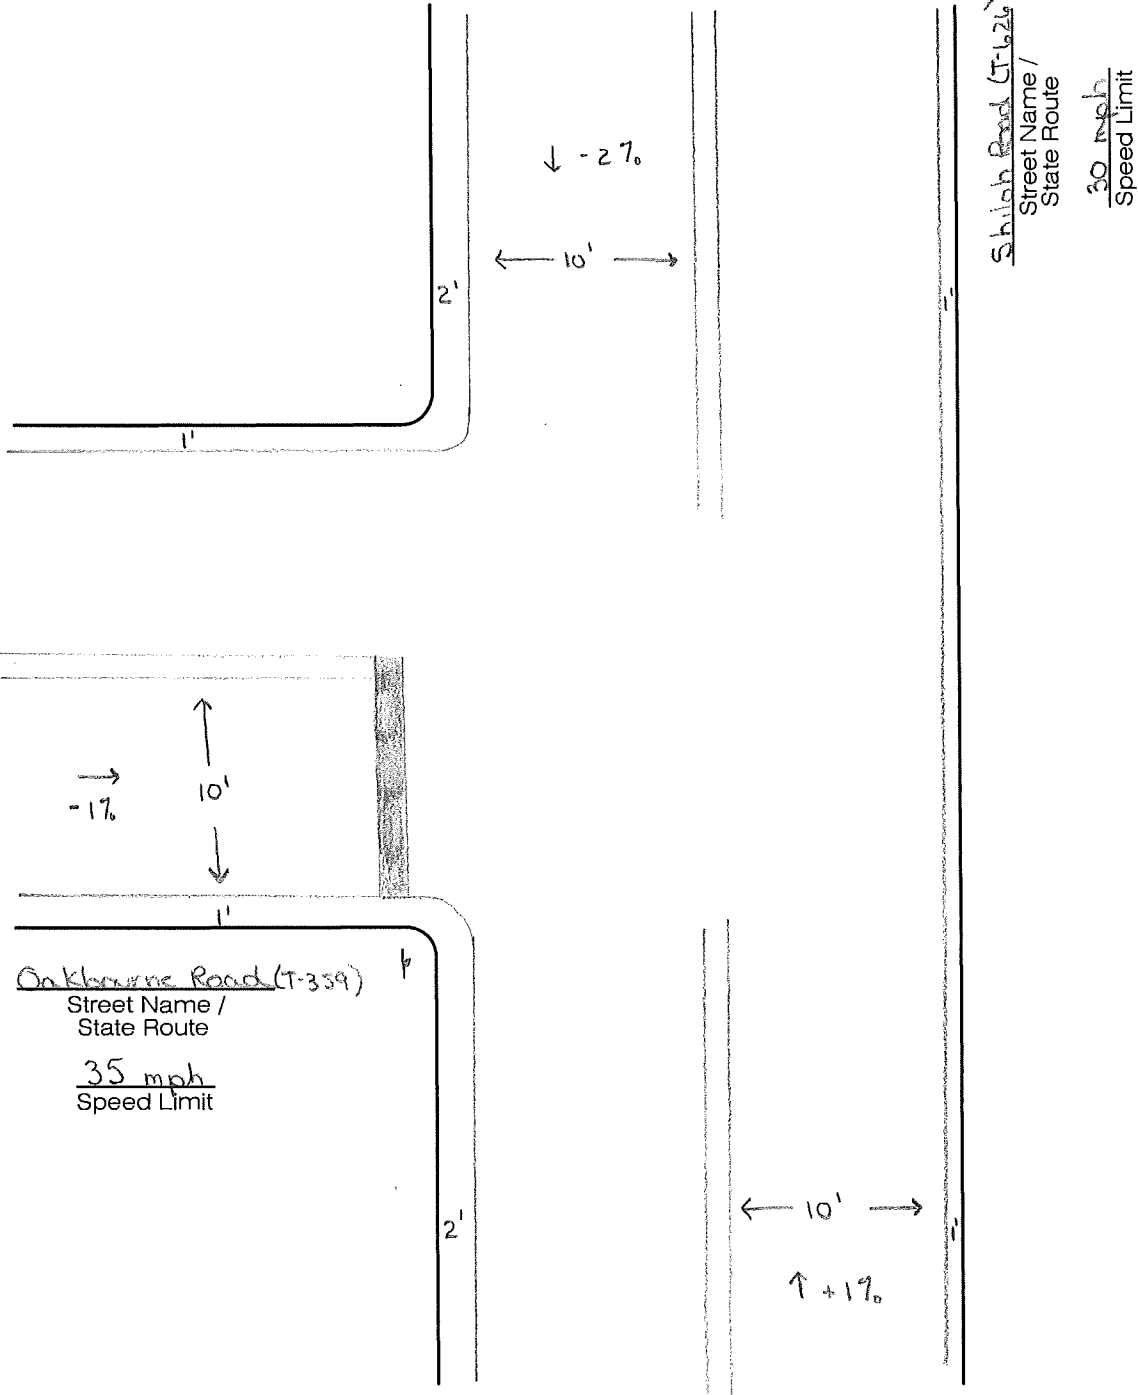 Shiloh Road (T-626)
Street Name /
State Route
30 mph
Speed Limit
↓ -2%
← 10' →
2'
1'
1'
10'
→
-1%
1'
Oakbourne Road (T-359)
Street Name /
State Route
35 mph
Speed Limit
2'
← 10' →
1'
↑ +1%